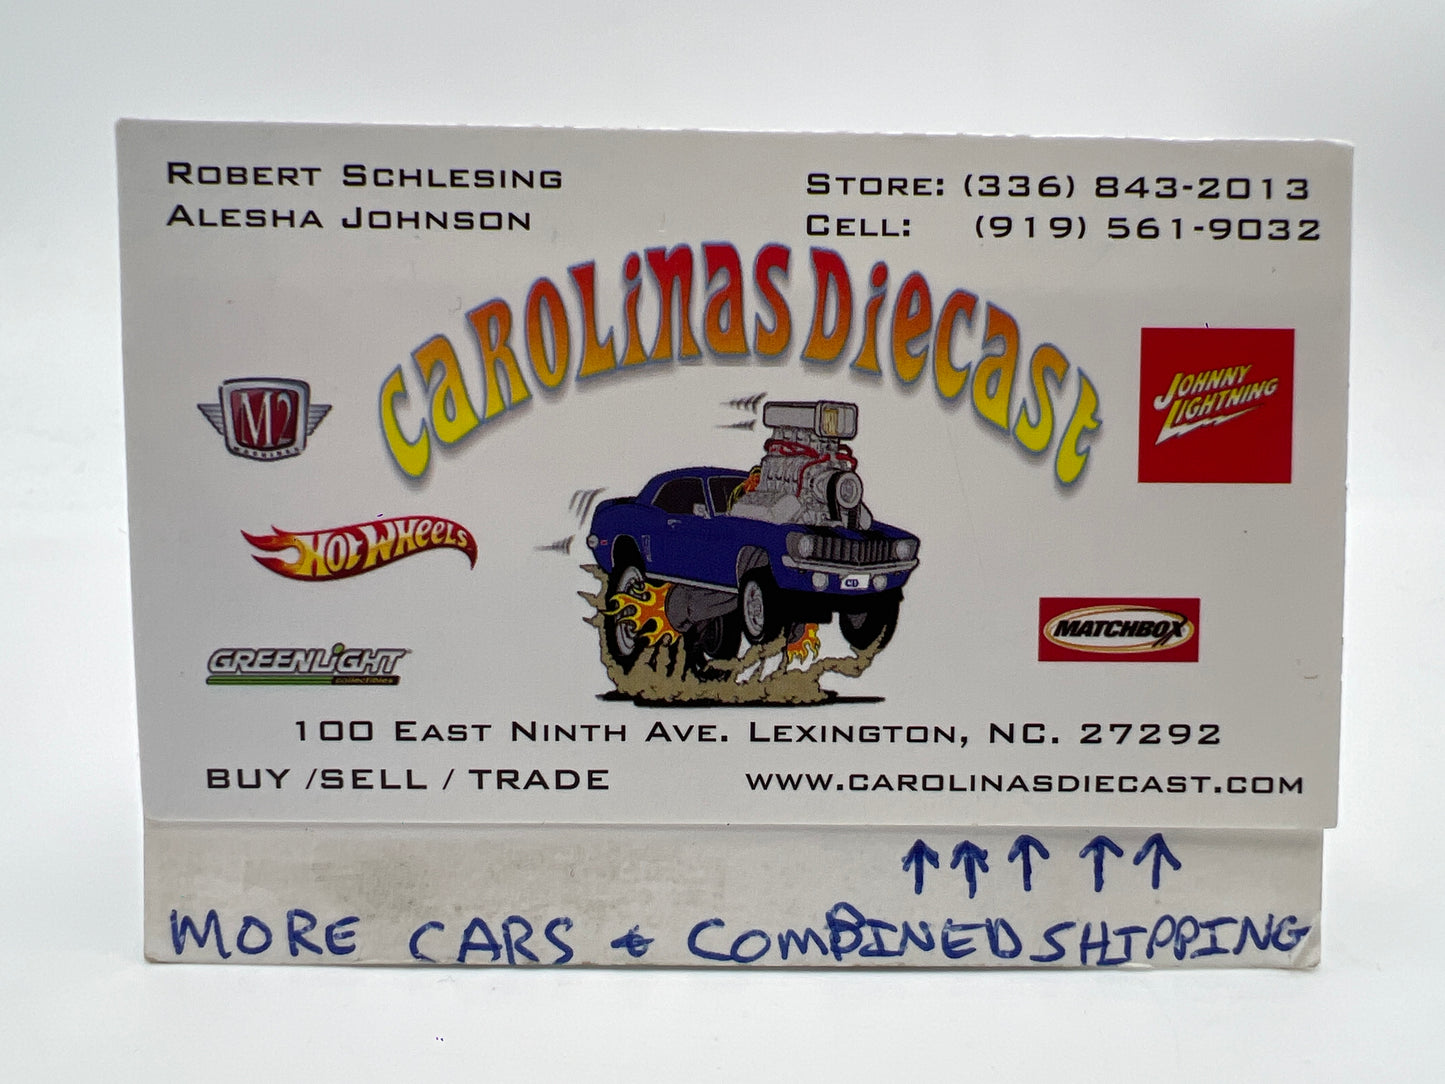 ROBERT SCHLESING
ALESHA JOHNSON
STORE: (336) 843-2013
CELL: (919) 561-9032
CAROLINAS DIECAST
M2
MACHINES
JOHNNY
LIGHTNING
HOT WHEELS
MATCHBOX
GREENLIGHT
collectibles
100 EAST NINTH AVE. LEXINGTON, NC. 27292
BUY /SELL / TRADE
WWW.CAROLINASDIECAST.COM
↑ ↑ ↑ ↑ ↑
MORE CARS & COMBINED SHIPPING